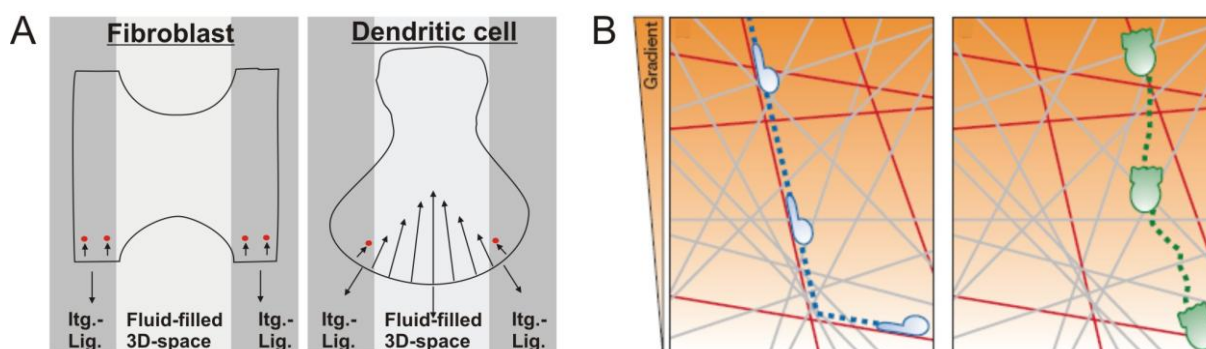 A
Fibroblast
Itg.-
Lig.
Fluid-filled
3D-space
Itg.-
Lig.
Dendritic cell
Itg.-
Lig.
Fluid-filled
3D-space
Itg.-
Lig.
B
Gradient